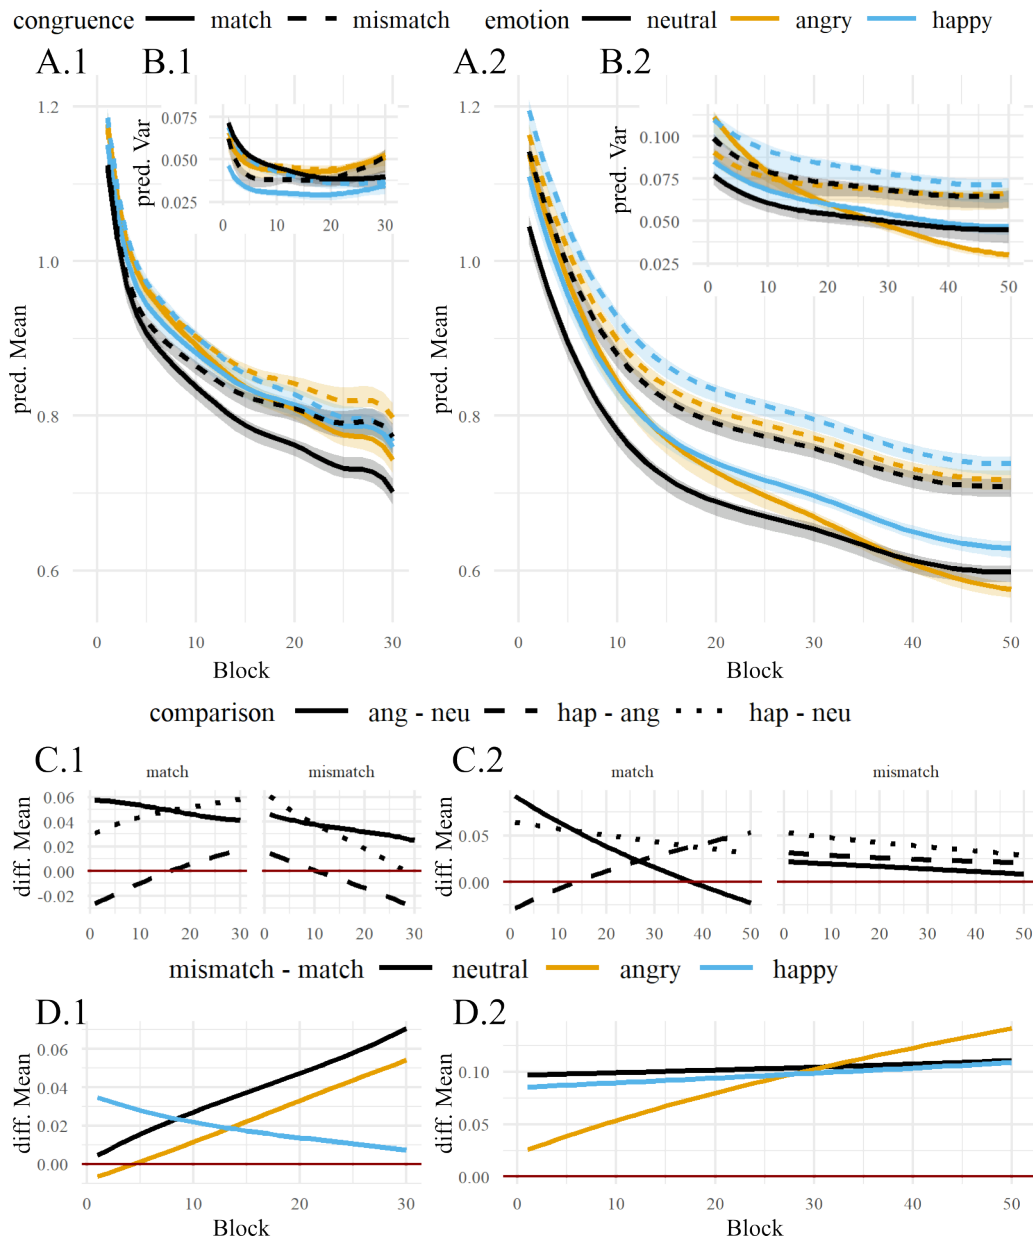 congruence match mismatch emotion neutral angry happy
A.1 B.1 A.2 B.2
pred. Mean
1.2
1.0
0.8
0.6
0 10 20 30
Block
pred. Var
0.075
0.050
0.025
0 10 20 30
pred. Mean
1.2
1.0
0.8
0.6
0 10 20 30 40 50
Block
pred. Var
0.100
0.075
0.050
0.025
0 10 20 30 40 50
comparison ang - neu hap - ang hap - neu
C.1
match mismatch
diff. Mean
0.06
0.04
0.02
0.00
-0.02
0 10 20 30 0 10 20 30
C.2
match mismatch
diff. Mean
0.05
0.00
0 10 20 30 40 50 0 10 20 30 40 50
mismatch - match neutral angry happy
D.1
diff. Mean
0.06
0.04
0.02
0.00
0 10 20 30
Block
D.2
diff. Mean
0.10
0.05
0.00
0 10 20 30 40 50
Block